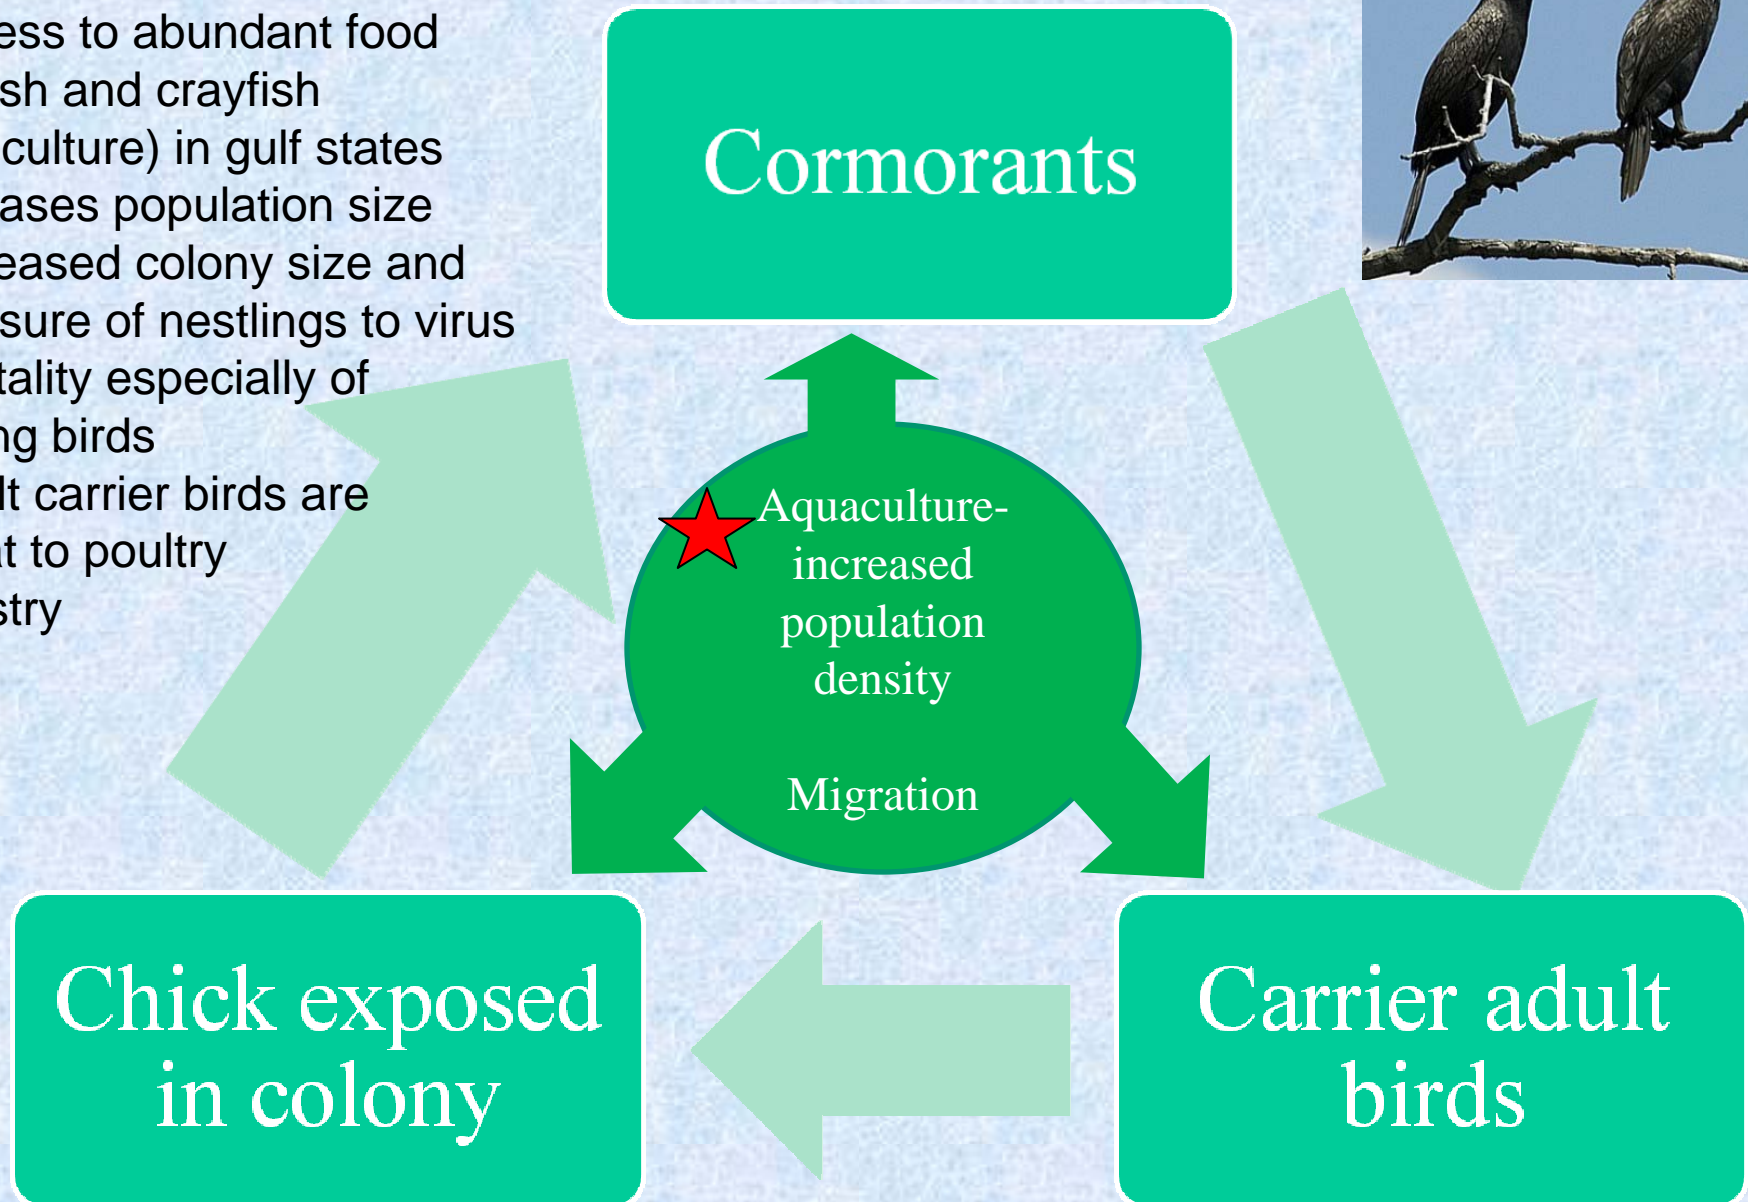 ess to abundant food
sh and crayfish
culture) in gulf states
ases population size
eased colony size and
sure of nestlings to virus
tality especially of
ng birds
lt carrier birds are
at to poultry
stry
Cormorants
Aquaculture-
increased
population
density
Migration
Chick exposed
in colony
Carrier adult
birds